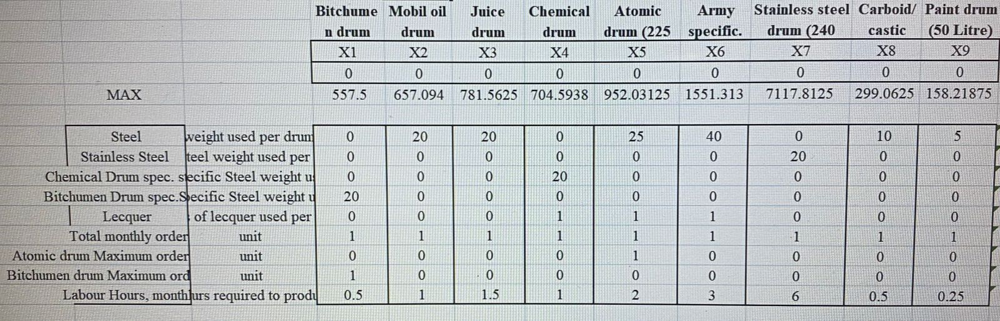 Bitchume Mobil oil Juice Chemical Atomic Army Stainless steel Carboid/ Paint drum
n drum drum drum drum drum (225 specific. drum (240 castic (50 Litre)
X1 X2 X3 X4 X5 X6 X7 X8 X9
0 0 0 0 0 0 0 0 0
MAX 557.5 657.094 781.5625 704.5938 952.03125 1551.313 7117.8125 299.0625 158.21875
Steel weight used per drum 0 20 20 0 25 40 0 10 5
Stainless Steel teel weight used per 0 0 0 0 0 0 20 0 0
Chemical Drum spec. s ecific Steel weight u 0 0 0 20 0 0 0 0 0
Bitchumen Drum spec.S ecific Steel weight u 20 0 0 0 0 0 0 0 0
Lecquer of lecquer used per 0 0 0 1 1 1 0 0 0
Total monthly order unit 1 1 1 1 1 1 1 1 1
Atomic drum Maximum order unit 0 0 0 0 1 0 0 0 0
Bitchumen drum Maximum ord unit 1 0 0 0 0 0 0 0 0
Labour Hours, month urs required to produ 0.5 1 1.5 1 2 3 6 0.5 0.25